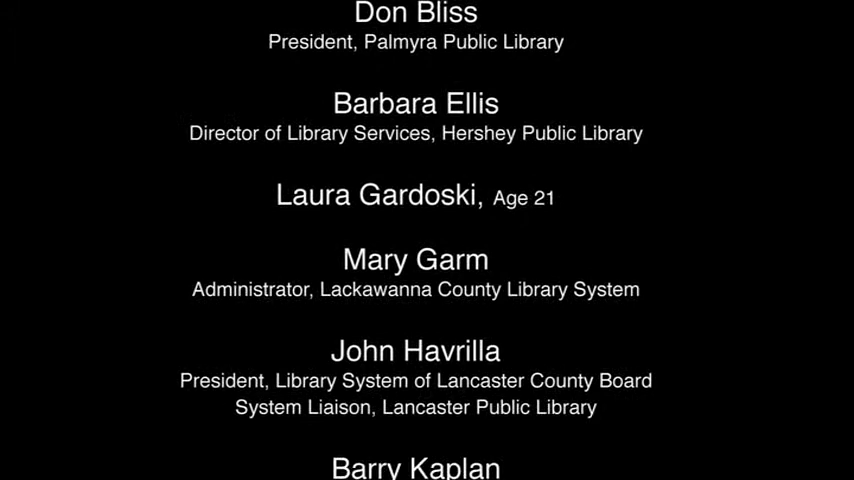 Don Bliss
President, Palmyra Public Library
Barbara Ellis
Director of Library Services, Hershey Public Library
Laura Gardoski, Age 21
Mary Garm
Administrator, Lackawanna County Library System
John Havrilla
President, Library System of Lancaster County Board
System Liaison, Lancaster Public Library
Barry Kaplan